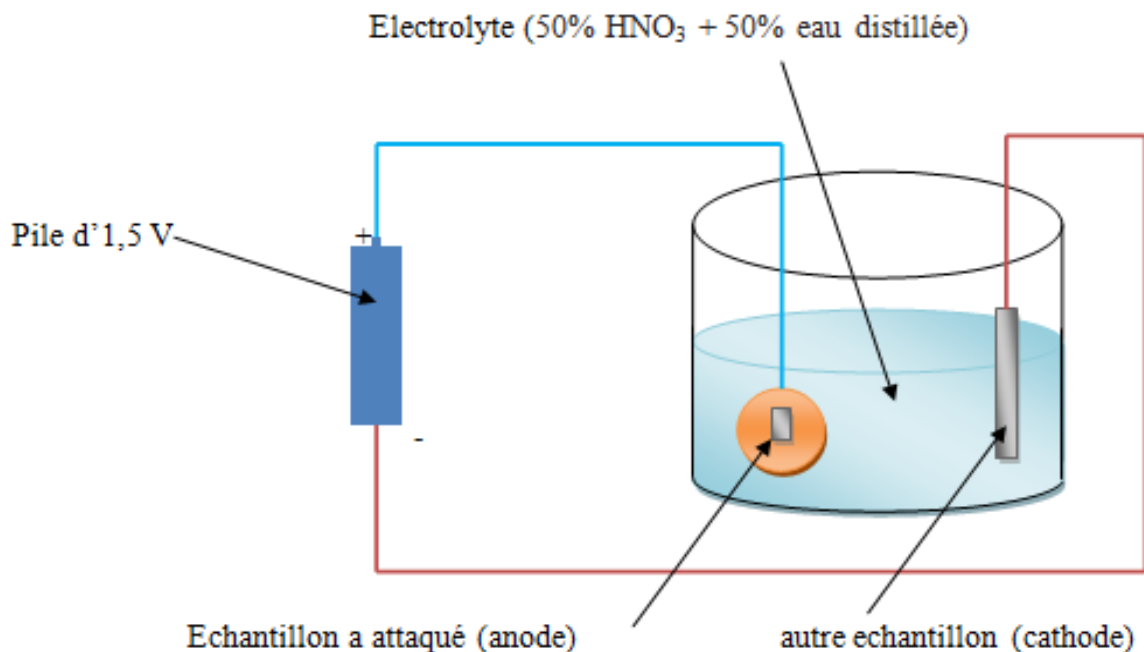 Electrolyte (50% HNO₃ + 50% eau distillée)
Pile d’1,5 V
+
-
Echantillon a attaqué (anode)
autre echantillon (cathode)